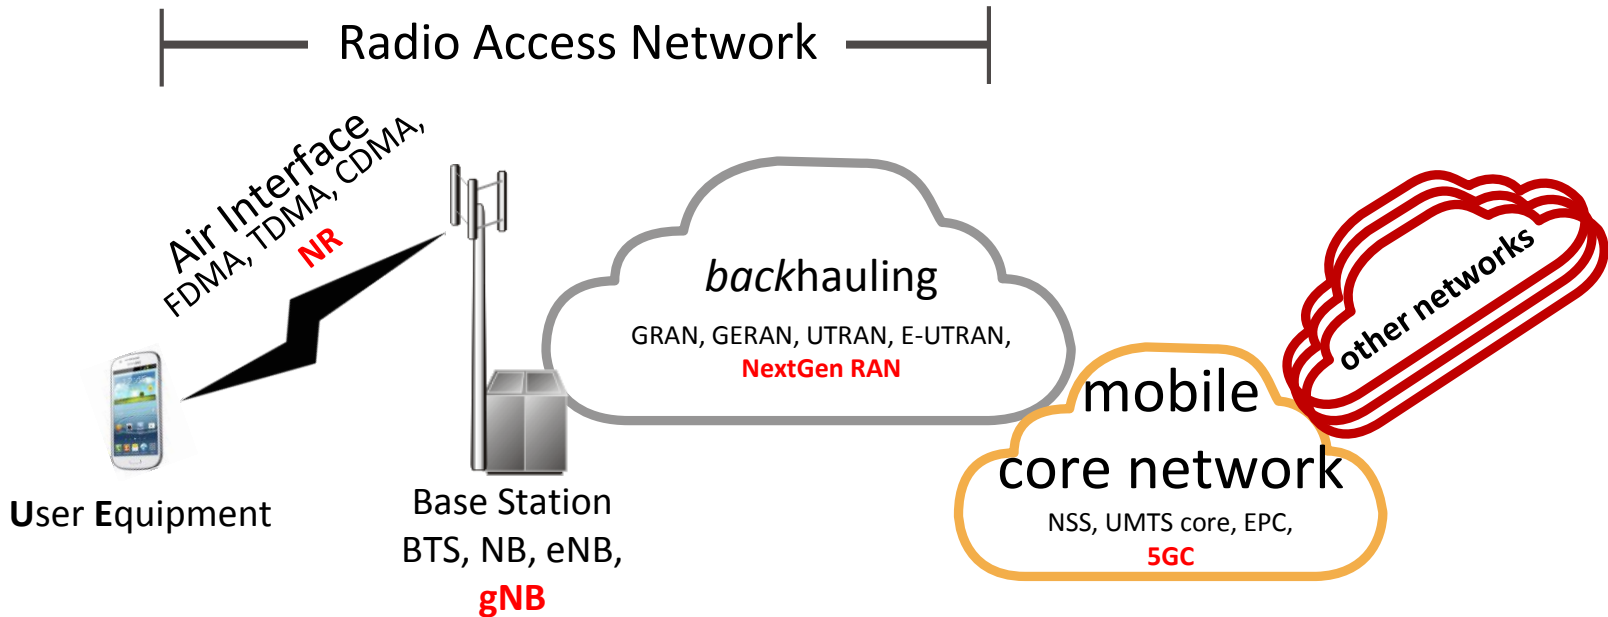 Radio Access Network
Air Interface
FDMA, TDMA, CDMA,
NR
backhauling
GRAN, GERAN, UTRAN, E-UTRAN,
NextGen RAN
other networks
mobile
core network
NSS, UMTS core, EPC,
5GC
User Equipment
Base Station
BTS, NB, eNB,
gNB